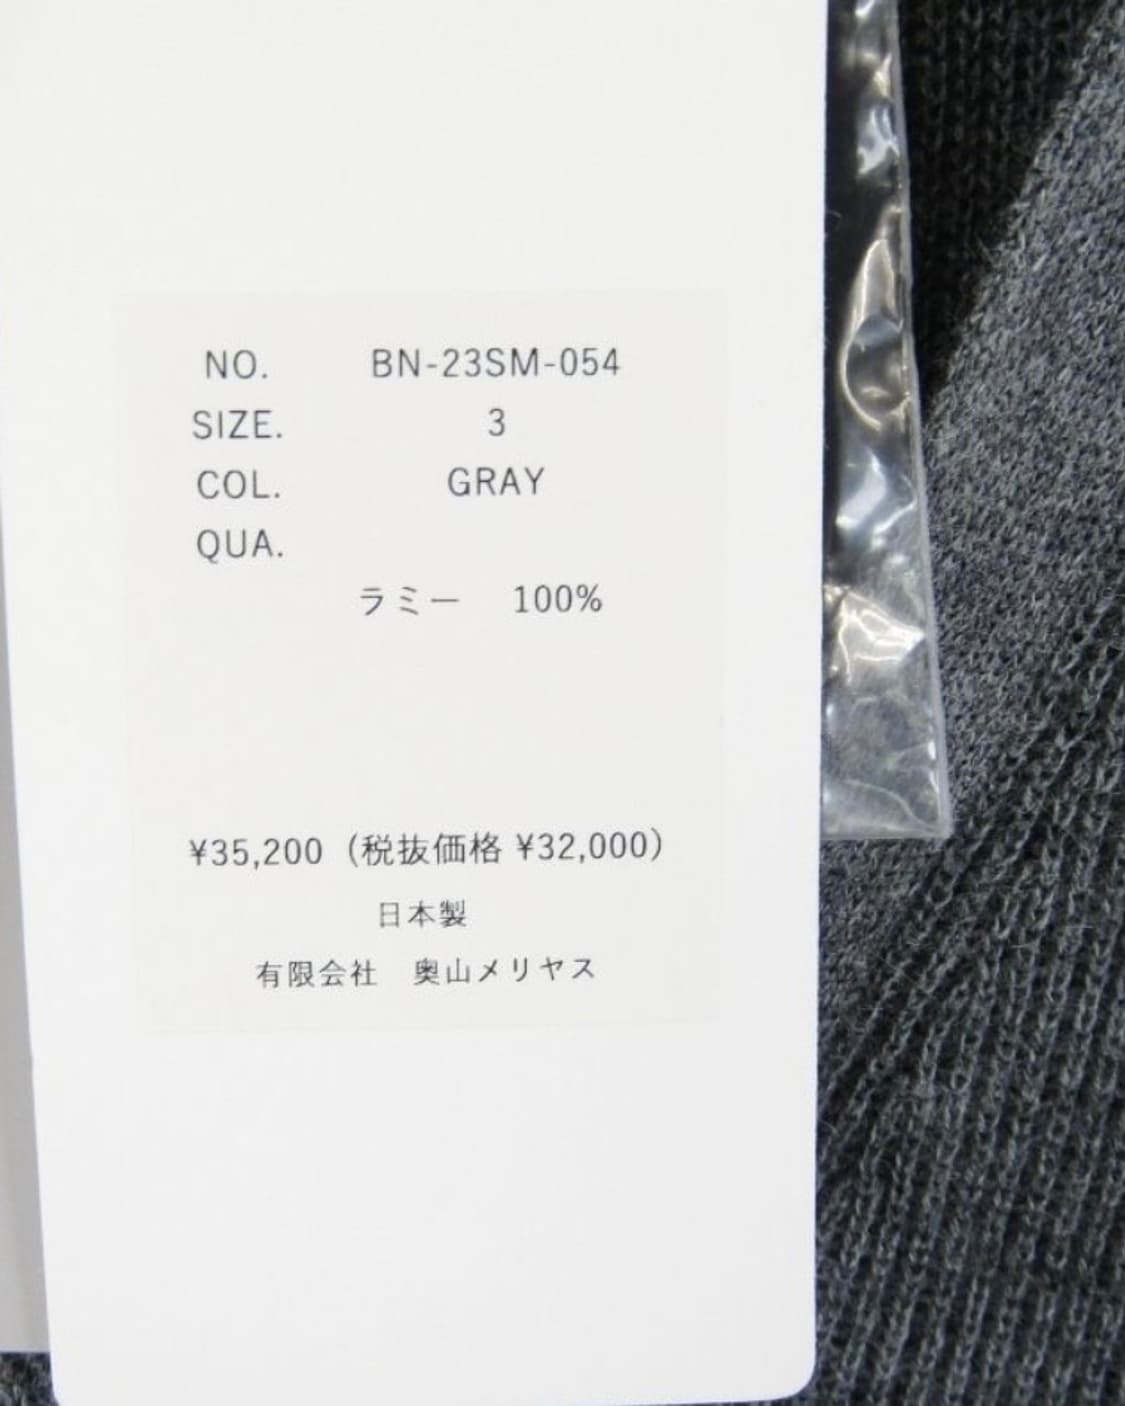 NO. BN-23SM-054
SIZE. 3
COL. GRAY
QUA.
ラミー 100%
¥35,200（税抜価格 ¥32,000）
日本製
有限会社　奥山メリヤス